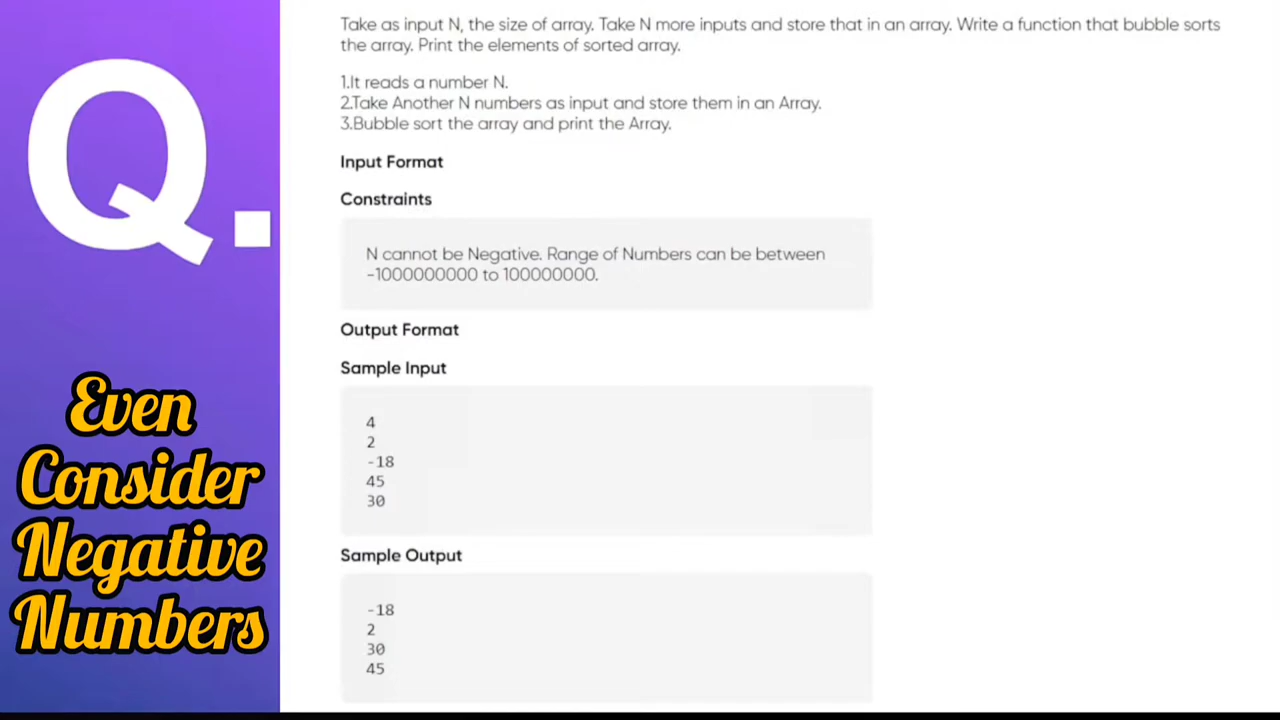 Q.
Even
Consider
Negative
Numbers
Take as input N, the size of array. Take N more inputs and store that in an array. Write a function that bubble sorts
the array. Print the elements of sorted array.
1.It reads a number N.
2.Take Another N numbers as input and store them in an Array.
3.Bubble sort the array and print the Array.
Input Format
Constraints
N cannot be Negative. Range of Numbers can be between
-1000000000 to 100000000.
Output Format
Sample Input
4
2
-18
45
30
Sample Output
-18
2
30
45